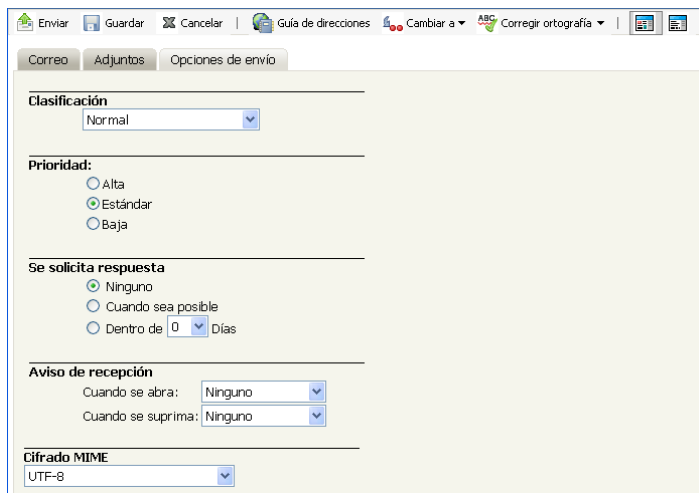 Enviar Guardar Cancelar | Guía de direcciones Cambiar a ABC Corregir ortografía |
Correo Adjuntos Opciones de envío
Clasificación
Normal
Prioridad:
Alta
Estándar
Baja
Se solicita respuesta
Ninguno
Cuando sea posible
Dentro de 0 Días
Aviso de recepción
Cuando se abra: Ninguno
Cuando se suprima: Ninguno
Cifrado MIME
UTF-8